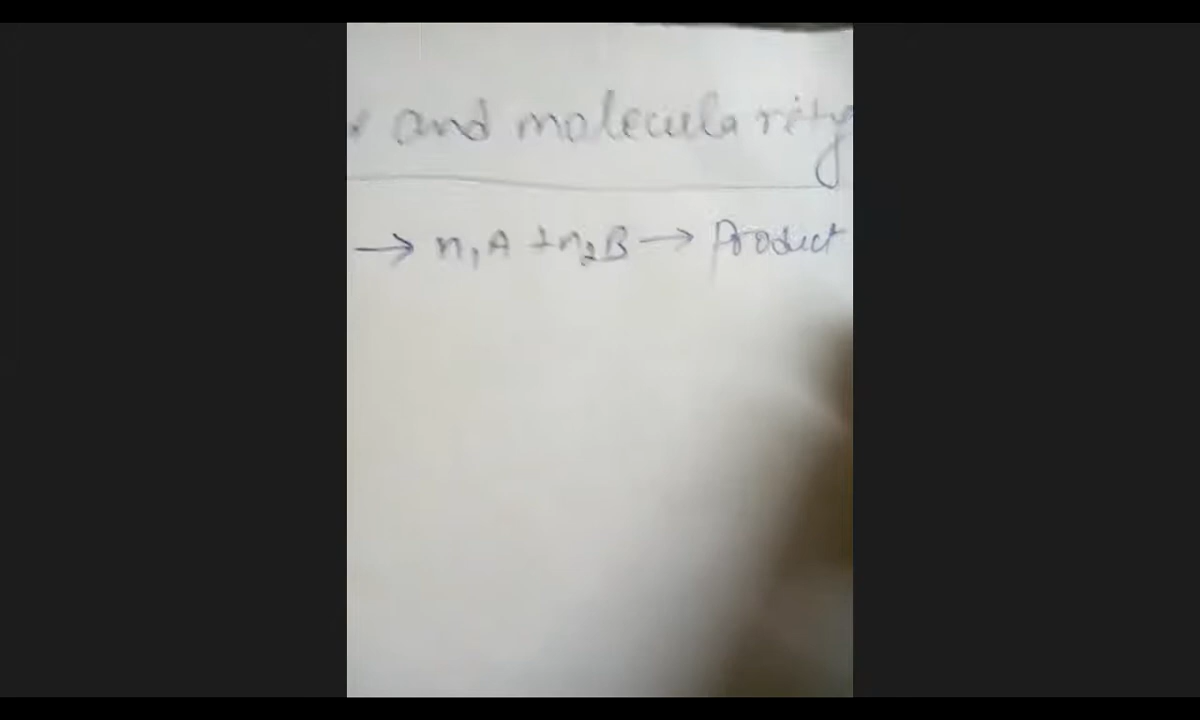 and molecularity
→ n₁A + n₂B → Product